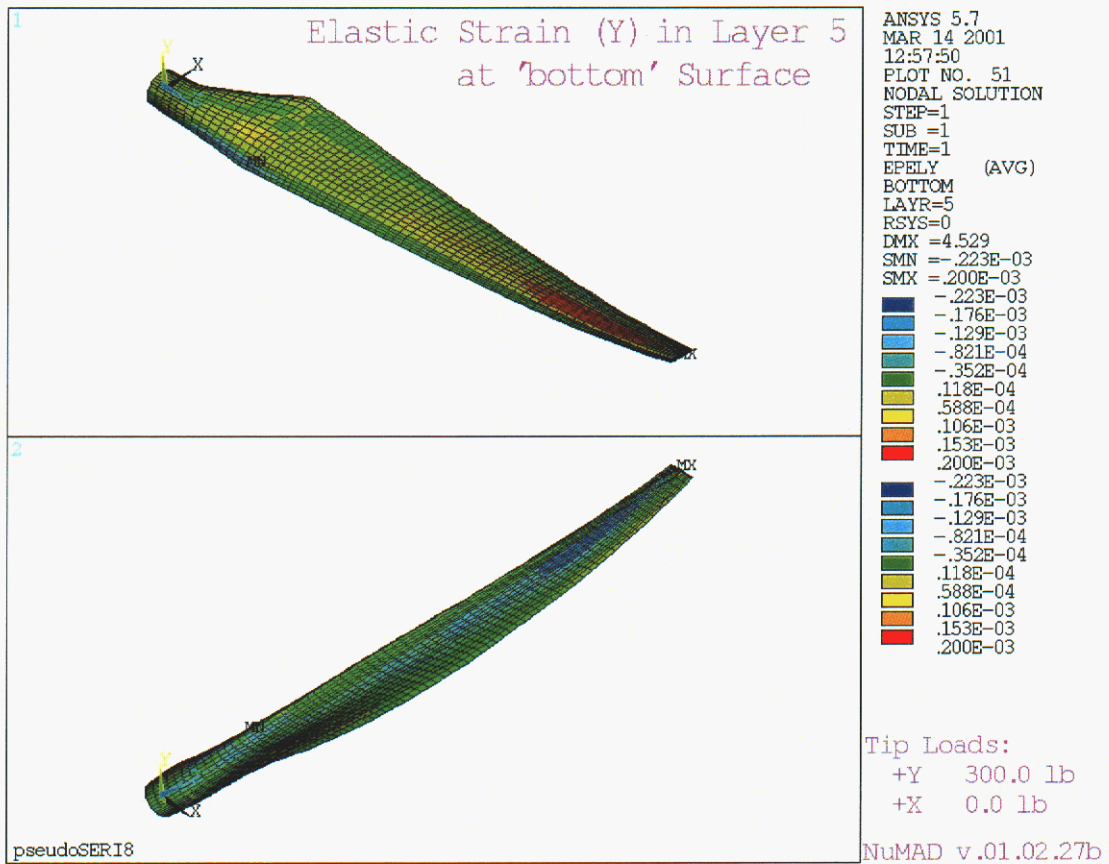 1
Elastic Strain (Y) in Layer 5
at 'bottom' Surface
Y
X
MN
MX
2
MX
MN
Y
X
pseudoSERI8
ANSYS 5.7
MAR 14 2001
12:57:50
PLOT NO. 51
NODAL SOLUTION
STEP=1
SUB =1
TIME=1
EPELY (AVG)
BOTTOM
LAYR=5
RSYS=0
DMX =4.529
SMN =-.223E-03
SMX =.200E-03
-.223E-03
-.176E-03
-.129E-03
-.821E-04
-.352E-04
.118E-04
.588E-04
.106E-03
.153E-03
.200E-03
-.223E-03
-.176E-03
-.129E-03
-.821E-04
-.352E-04
.118E-04
.588E-04
.106E-03
.153E-03
.200E-03
Tip Loads:
+Y 300.0 lb
+X 0.0 lb
NuMAD v.01.02.27b